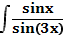 ∫ sinx / sin(3x)